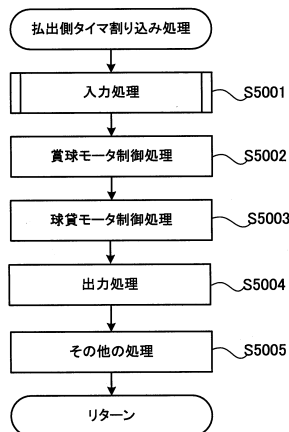 払出側タイマ割り込み処理
入力処理
S5001
賞球モータ制御処理
S5002
球貸モータ制御処理
S5003
出力処理
S5004
その他の処理
S5005
リターン